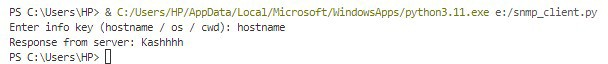 PS C:\Users\HP> & C:/Users/HP/AppData/Local/Microsoft/WindowsApps/python3.11.exe e:/snmp_client.py
Enter info key (hostname / os / cwd): hostname
Response from server: Kashhhh
PS C:\Users\HP>